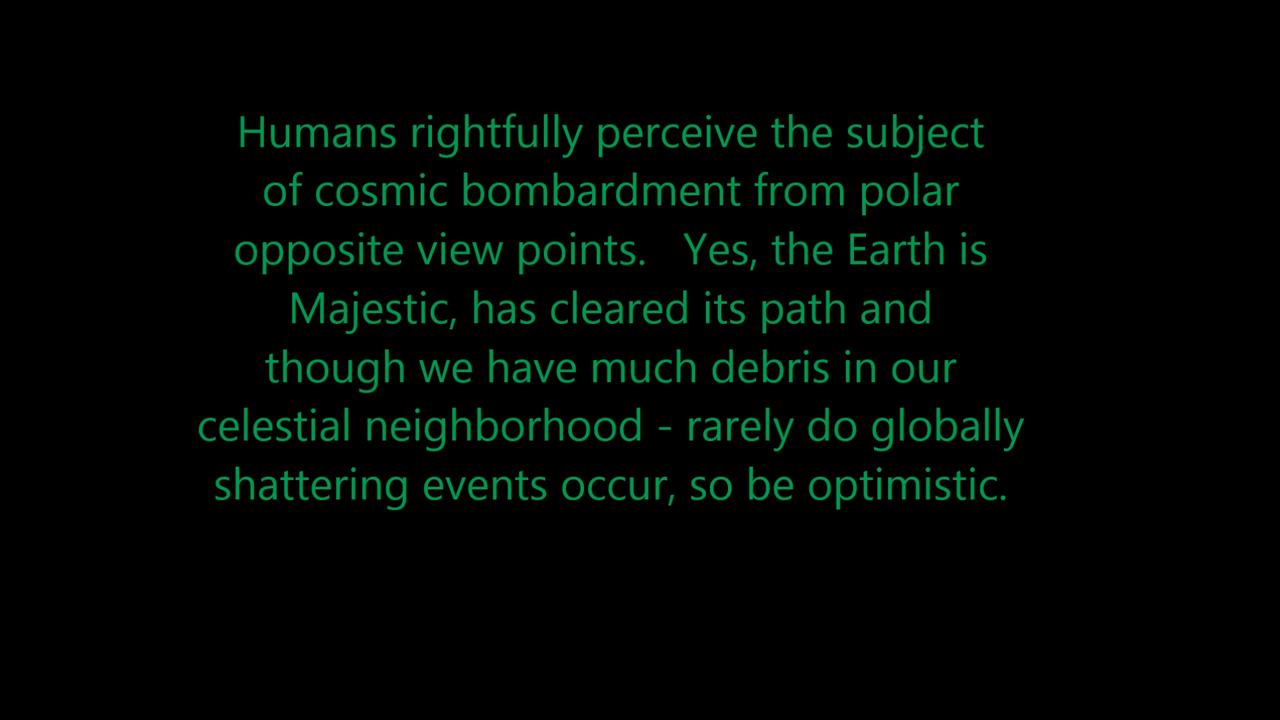 Humans rightfully perceive the subject
of cosmic bombardment from polar
opposite view points.   Yes, the Earth is
Majestic, has cleared its path and
though we have much debris in our
celestial neighborhood - rarely do globally
shattering events occur, so be optimistic.